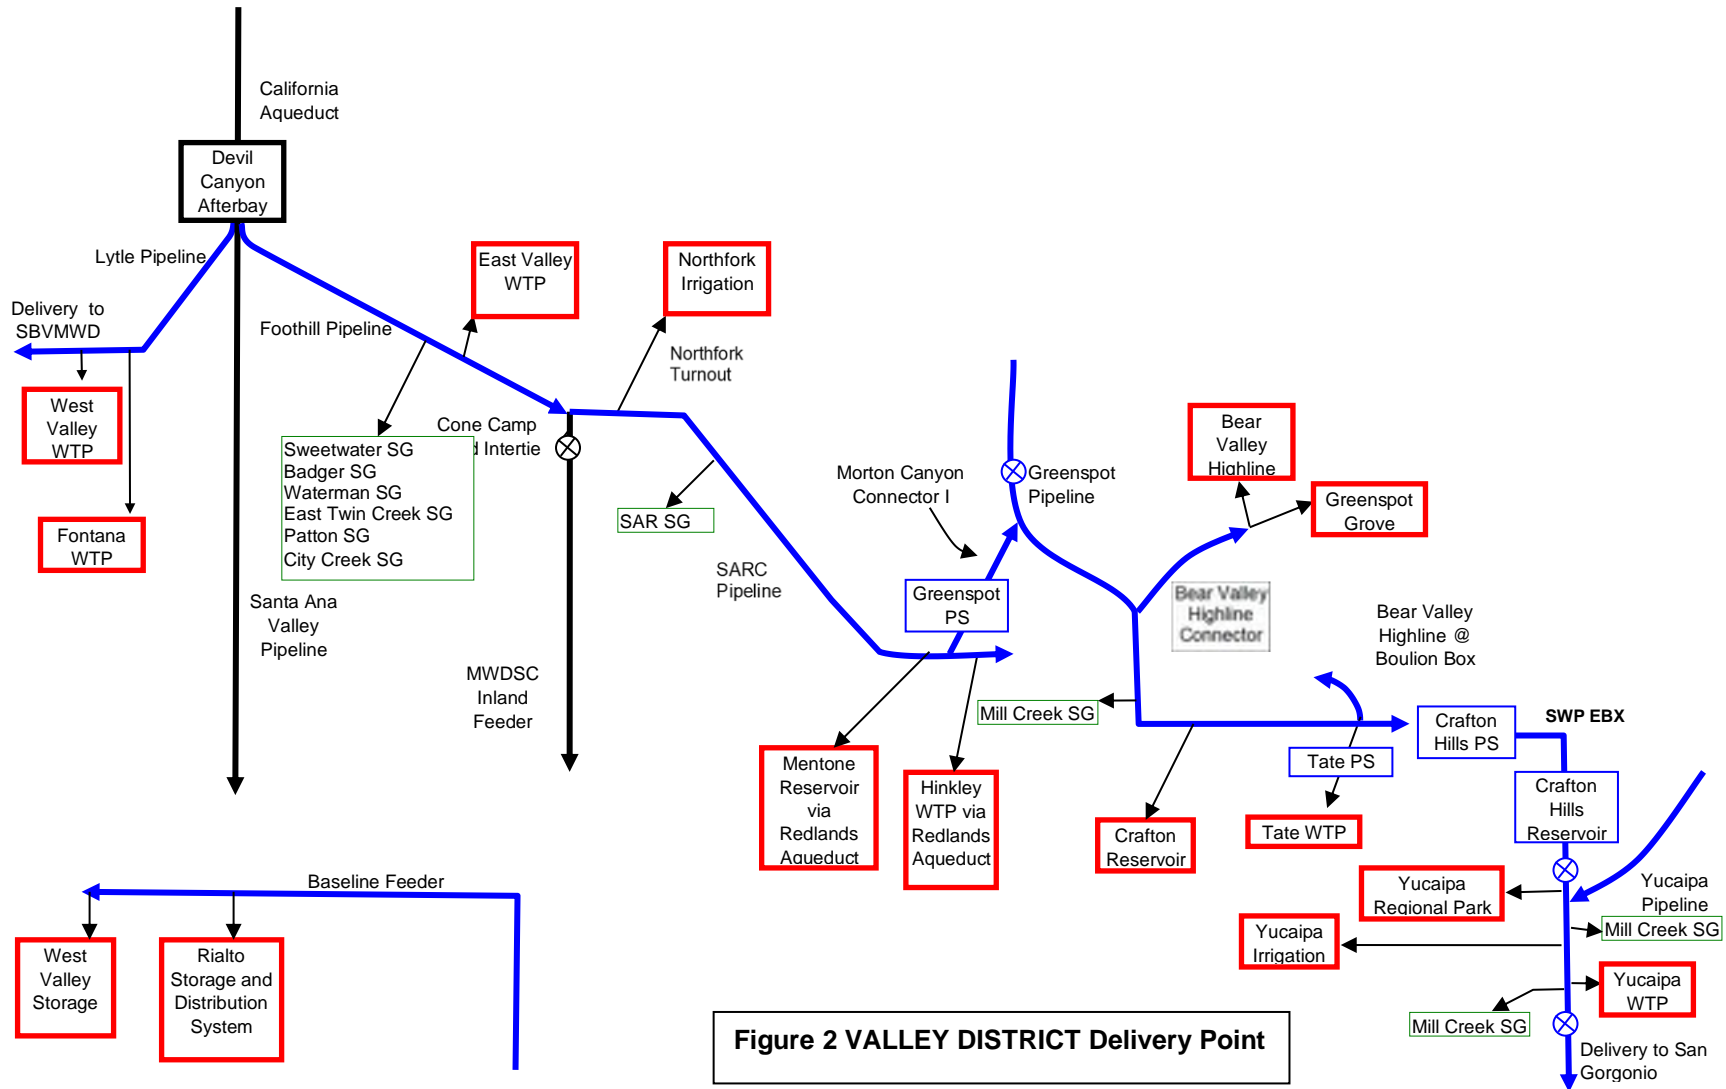 California
Aqueduct
Devil
Canyon
Afterbay
Lytle Pipeline
Delivery to
SBVMWD
Foothill Pipeline
East Valley
WTP
Northfork
Irrigation
Northfork
Turnout
West
Valley
WTP
Fontana
WTP
Sweetwater SG
Badger SG
Waterman SG
East Twin Creek SG
Patton SG
City Creek SG
Cone Camp
Intertie
SAR SG
SARC
Pipeline
Santa Ana
Valley
Pipeline
MWDSC
Inland
Feeder
Morton Canyon
Connector I
Greenspot
Pipeline
Greenspot
PS
Bear
Valley
Highline
Greenspot
Grove
Bear Valley
Highline
Connector
Bear Valley
Highline @
Boulion Box
Mill Creek SG
Mentone
Reservoir
via
Redlands
Aqueduct
Hinkley
WTP via
Redlands
Aqueduct
Crafton
Reservoir
Tate PS
Tate WTP
Crafton
Hills PS
SWP EBX
Crafton
Hills
Reservoir
Yucaipa
Regional Park
Yucaipa
Pipeline
Mill Creek SG
Yucaipa
Irrigation
Yucaipa
WTP
Mill Creek SG
Delivery to San
Gorgonio
Baseline Feeder
West
Valley
Storage
Rialto
Storage and
Distribution
System
Figure 2 VALLEY DISTRICT Delivery Point